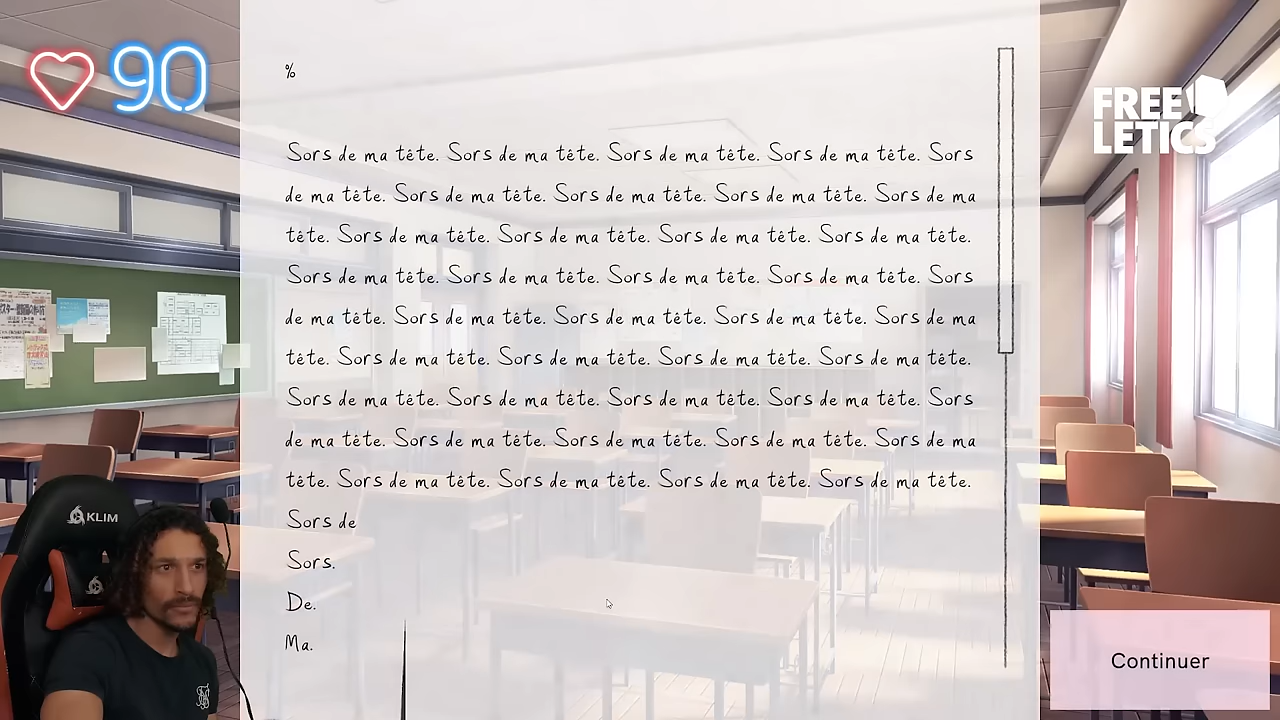 90
FREE
LETICS
%
Sors de ma tête. Sors de ma tête. Sors de ma tête. Sors de ma tête. Sors
de ma tête. Sors de ma tête. Sors de ma tête. Sors de ma tête. Sors de ma
tête. Sors de ma tête. Sors de ma tête. Sors de ma tête. Sors de ma tête.
Sors de ma tête. Sors de ma tête. Sors de ma tête. Sors de ma tête. Sors
de ma tête. Sors de ma tête. Sors de ma tête. Sors de ma tête. Sors de ma
tête. Sors de ma tête. Sors de ma tête. Sors de ma tête. Sors de ma tête.
Sors de ma tête. Sors de ma tête. Sors de ma tête. Sors de ma tête. Sors
de ma tête. Sors de ma tête. Sors de ma tête. Sors de ma tête. Sors de ma
tête. Sors de ma tête. Sors de ma tête. Sors de ma tête. Sors de ma tête.
Sors de
Sors.
De.
Ma.
KLIM
Continuer